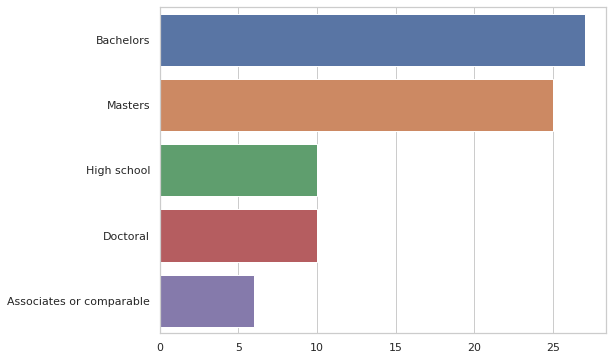 Bachelors
Masters
High school
Doctoral
Associates or comparable
0 5 10 15 20 25